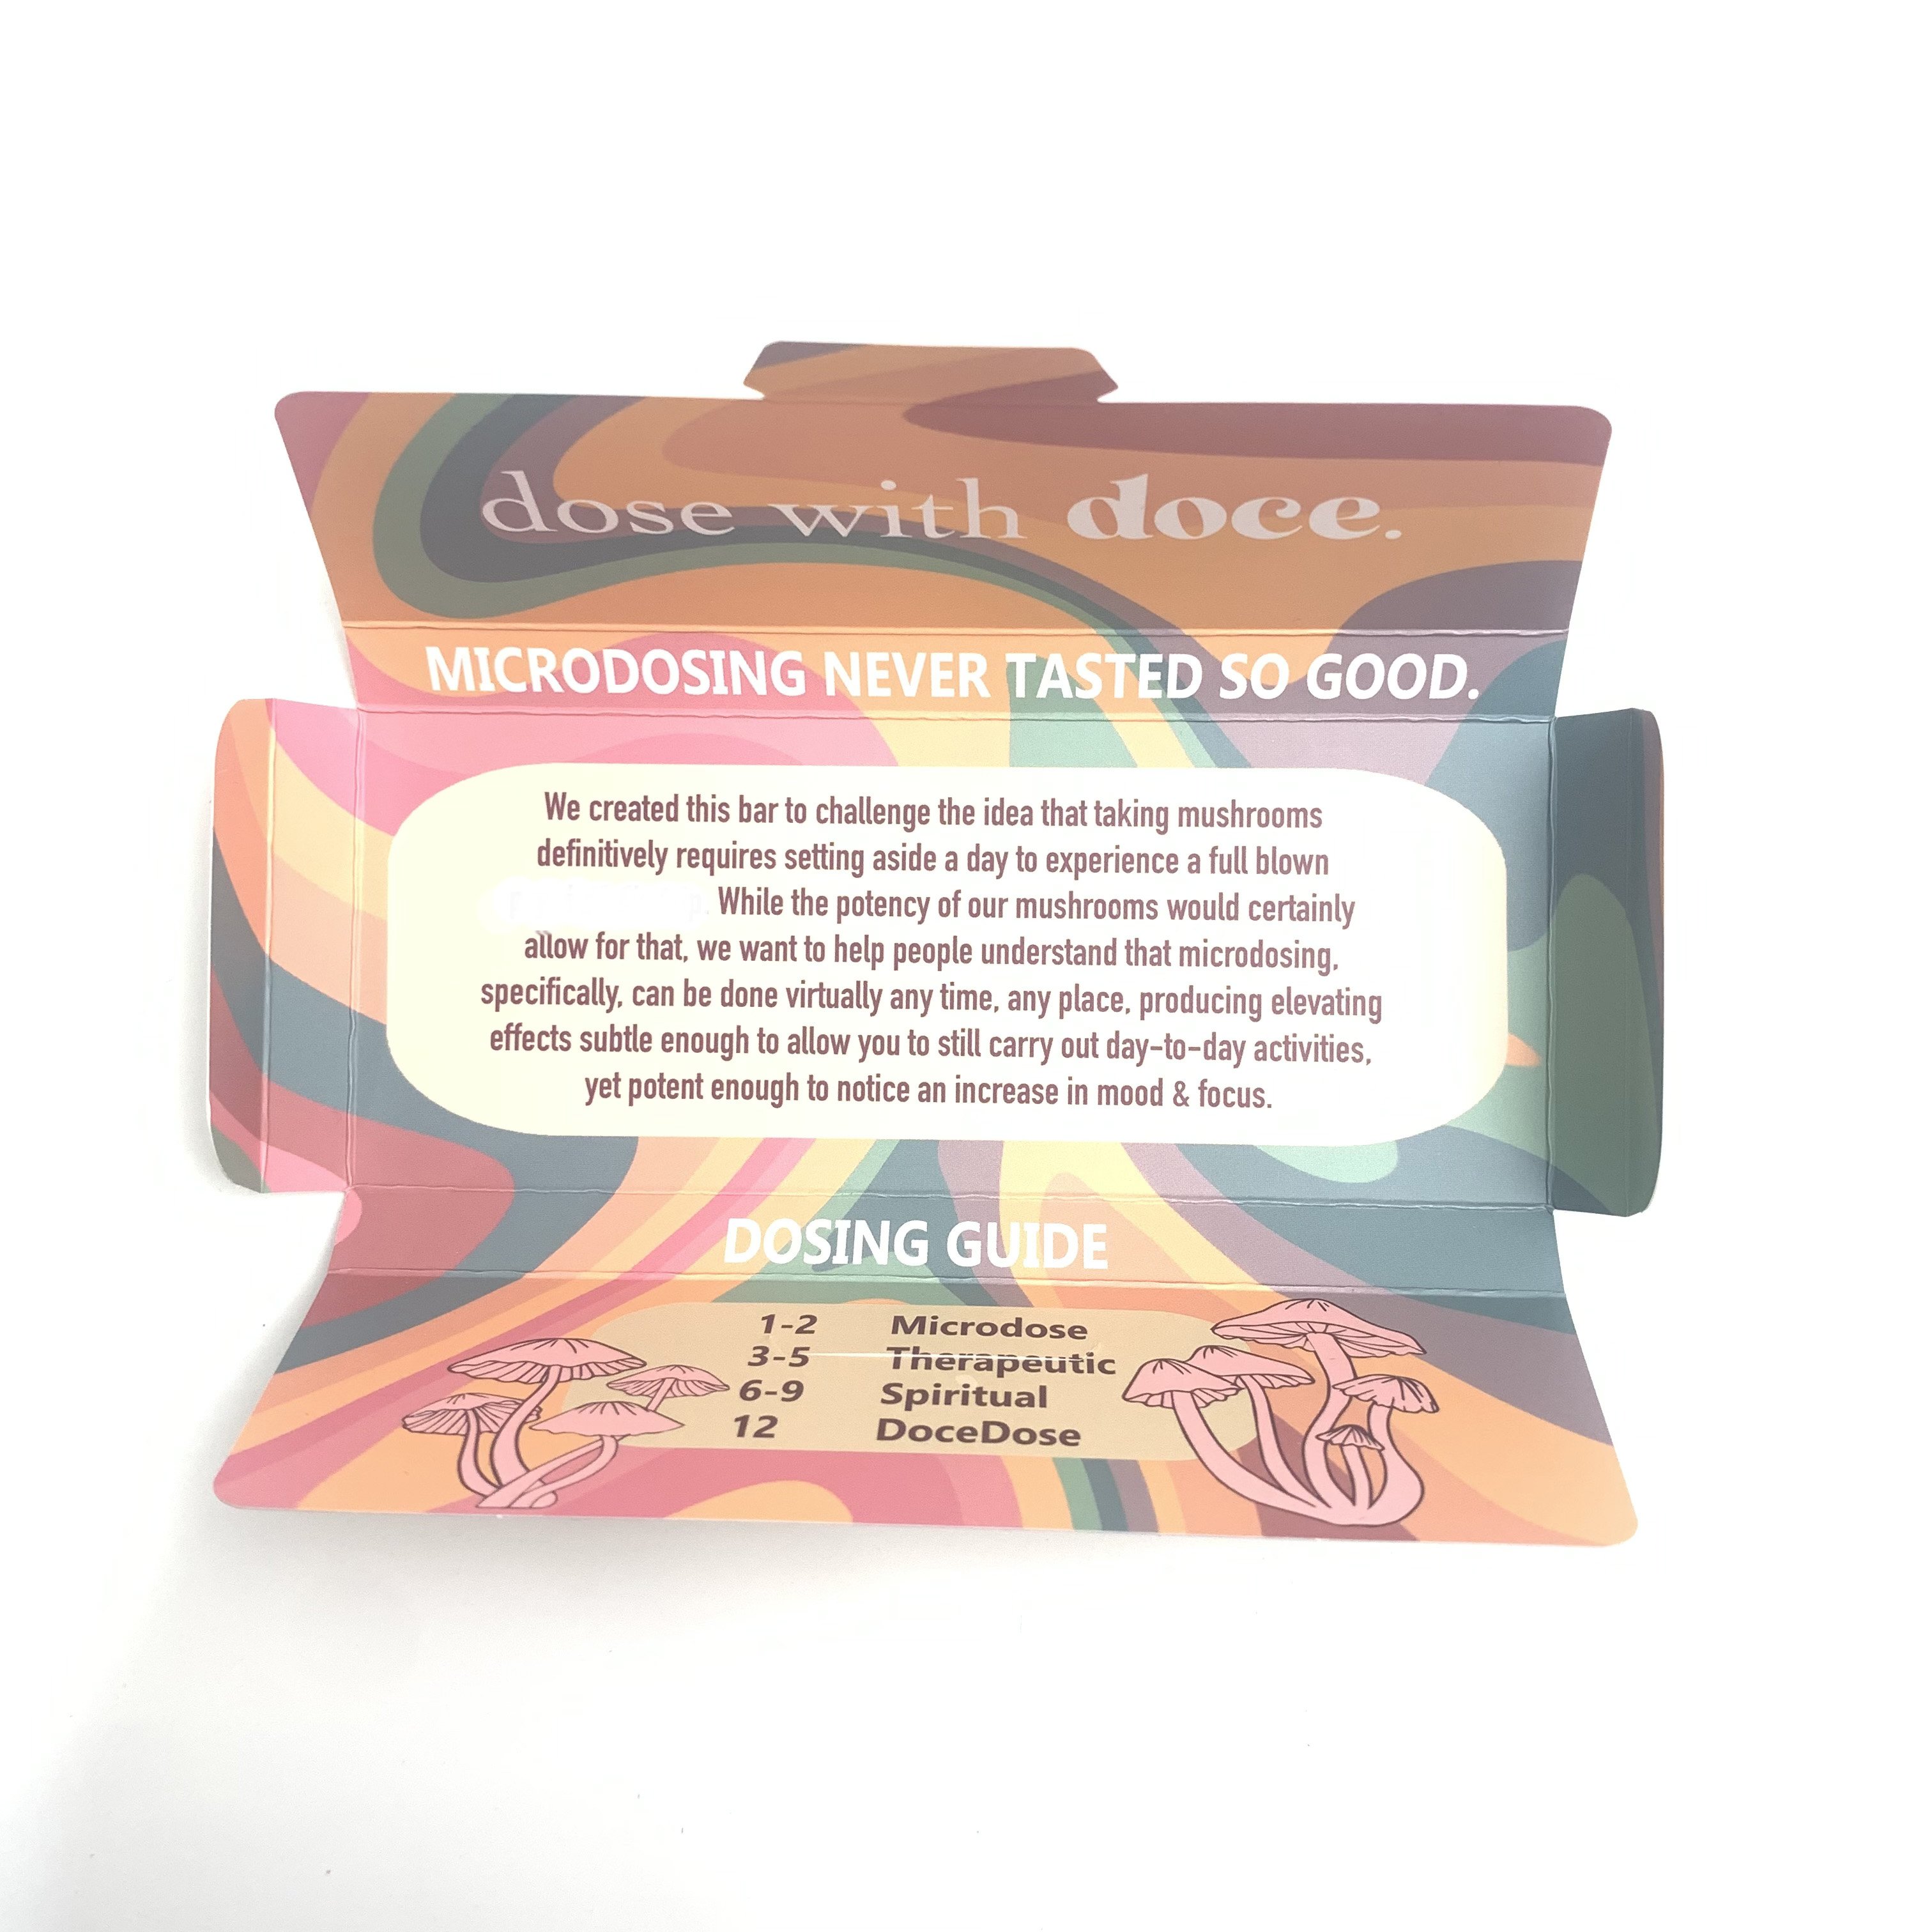 dose with doce.
MICRODOSING NEVER TASTED SO GOOD.
We created this bar to challenge the idea that taking mushrooms
definitively requires setting aside a day to experience a full blown
. While the potency of our mushrooms would certainly
allow for that, we want to help people understand that microdosing,
specifically, can be done virtually any time, any place, producing elevating
effects subtle enough to allow you to still carry out day-to-day activities,
yet potent enough to notice an increase in mood & focus.
DOSING GUIDE
1-2 Microdose
3-5 Therapeutic
6-9 Spiritual
12 DoceDose